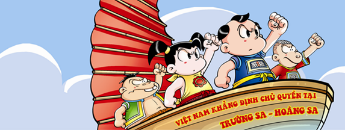 VIỆT NAM KHẲNG ĐỊNH CHỦ QUYỀN TẠI
TRƯỜNG SA - HOÀNG SA